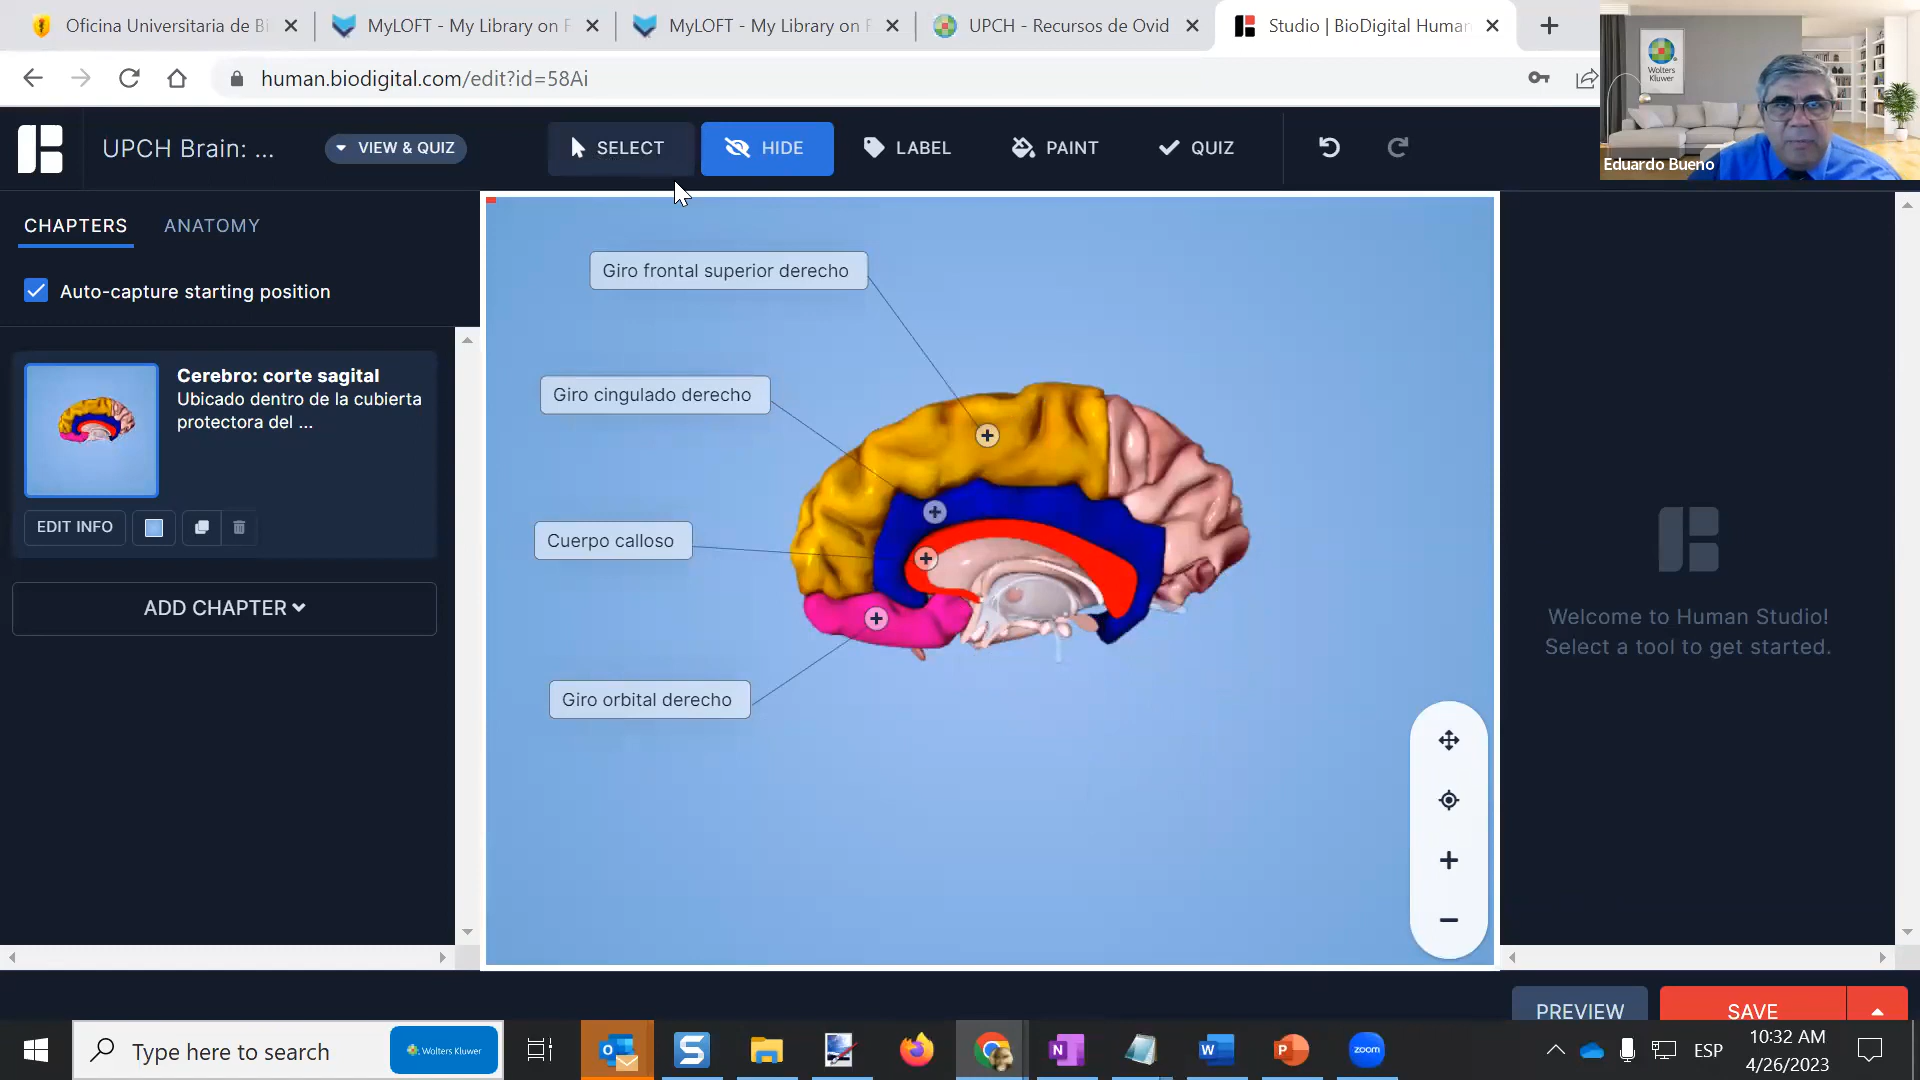 Oficina Universitaria de Bi
MyLOFT - My Library on F
MyLOFT - My Library on F
UPCH - Recursos de Ovid
Studio | BioDigital Human
human.biodigital.com/edit?id=58Ai
Wolters
Kluwer
Eduardo Bueno
UPCH Brain: ...
VIEW & QUIZ
SELECT
HIDE
LABEL
PAINT
QUIZ
CHAPTERS
ANATOMY
Auto-capture starting position
Cerebro: corte sagital
Ubicado dentro de la cubierta
protectora del ...
EDIT INFO
ADD CHAPTER
Giro frontal superior derecho
Giro cingulado derecho
Cuerpo calloso
Giro orbital derecho
Welcome to Human Studio!
Select a tool to get started.
PREVIEW
SAVE
Type here to search
Wolters Kluwer
zoom
ESP
10:32 AM
4/26/2023